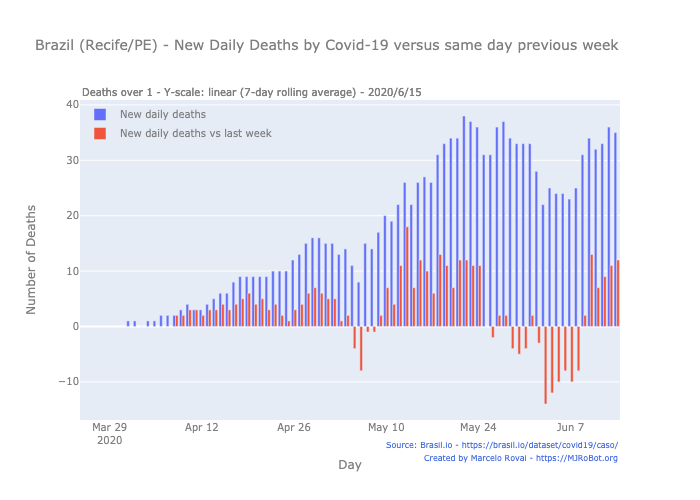 Brazil (Recife/PE) - New Daily Deaths by Covid-19 versus same day previous week
Deaths over 1 - Y-scale: linear (7-day rolling average) - 2020/6/15
New daily deaths
New daily deaths vs last week
Number of Deaths
40
30
20
10
0
−10
Mar 29
2020
Apr 12
Apr 26
May 10
May 24
Jun 7
Day
Source: Brasil.io - https://brasil.io/dataset/covid19/caso/
Created by Marcelo Rovai - https://MJRoBot.org